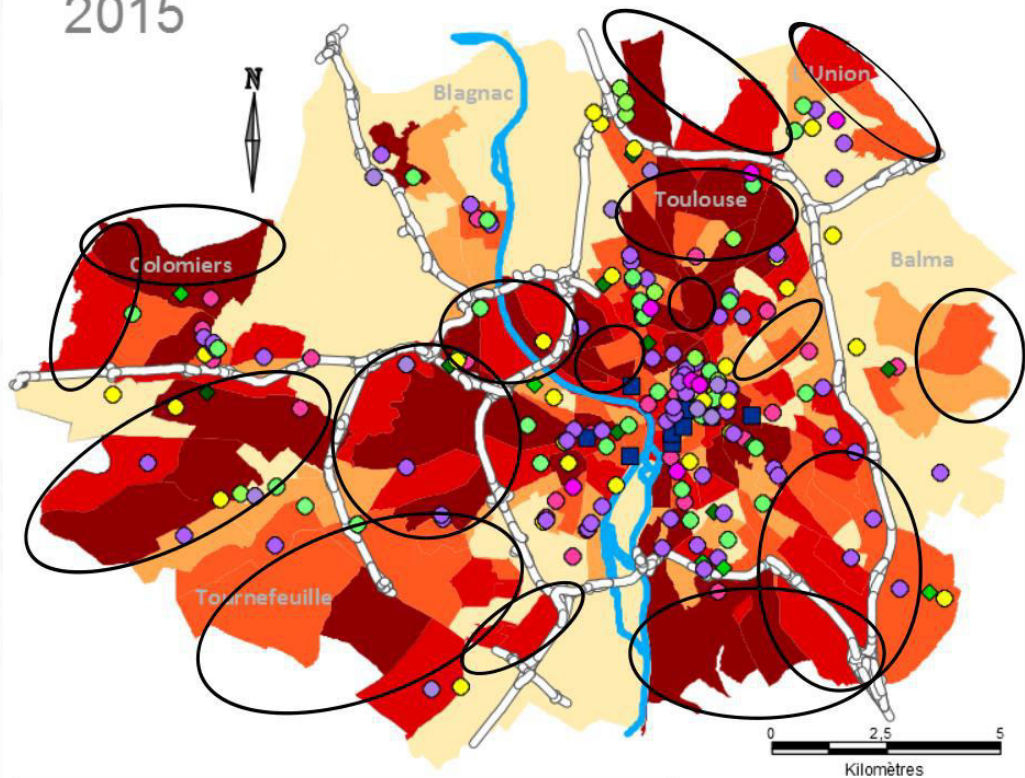 2015
N
Blagnac
L'Union
Toulouse
Colomiers
Balma
Tournefeuille
0 2,5 5
Kilomètres